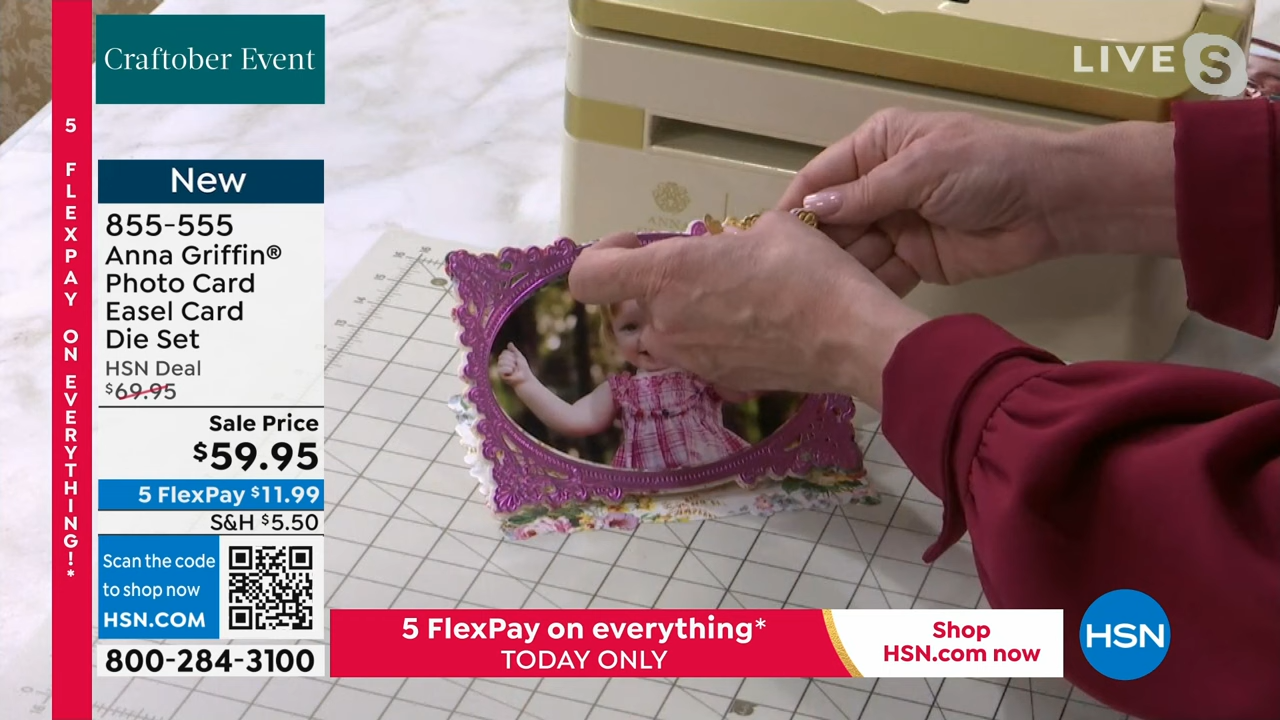 Craftober Event
5 FLEXPAY ON EVERYTHING!*
New
855-555
Anna Griffin®
Photo Card
Easel Card
Die Set
HSN Deal
$69.95
Sale Price
$59.95
5 FlexPay $11.99
S&H $5.50
Scan the code
to shop now
HSN.COM
800-284-3100
LIVE S
ANNA
5 FlexPay on everything*
TODAY ONLY
Shop
HSN.com now
HSN